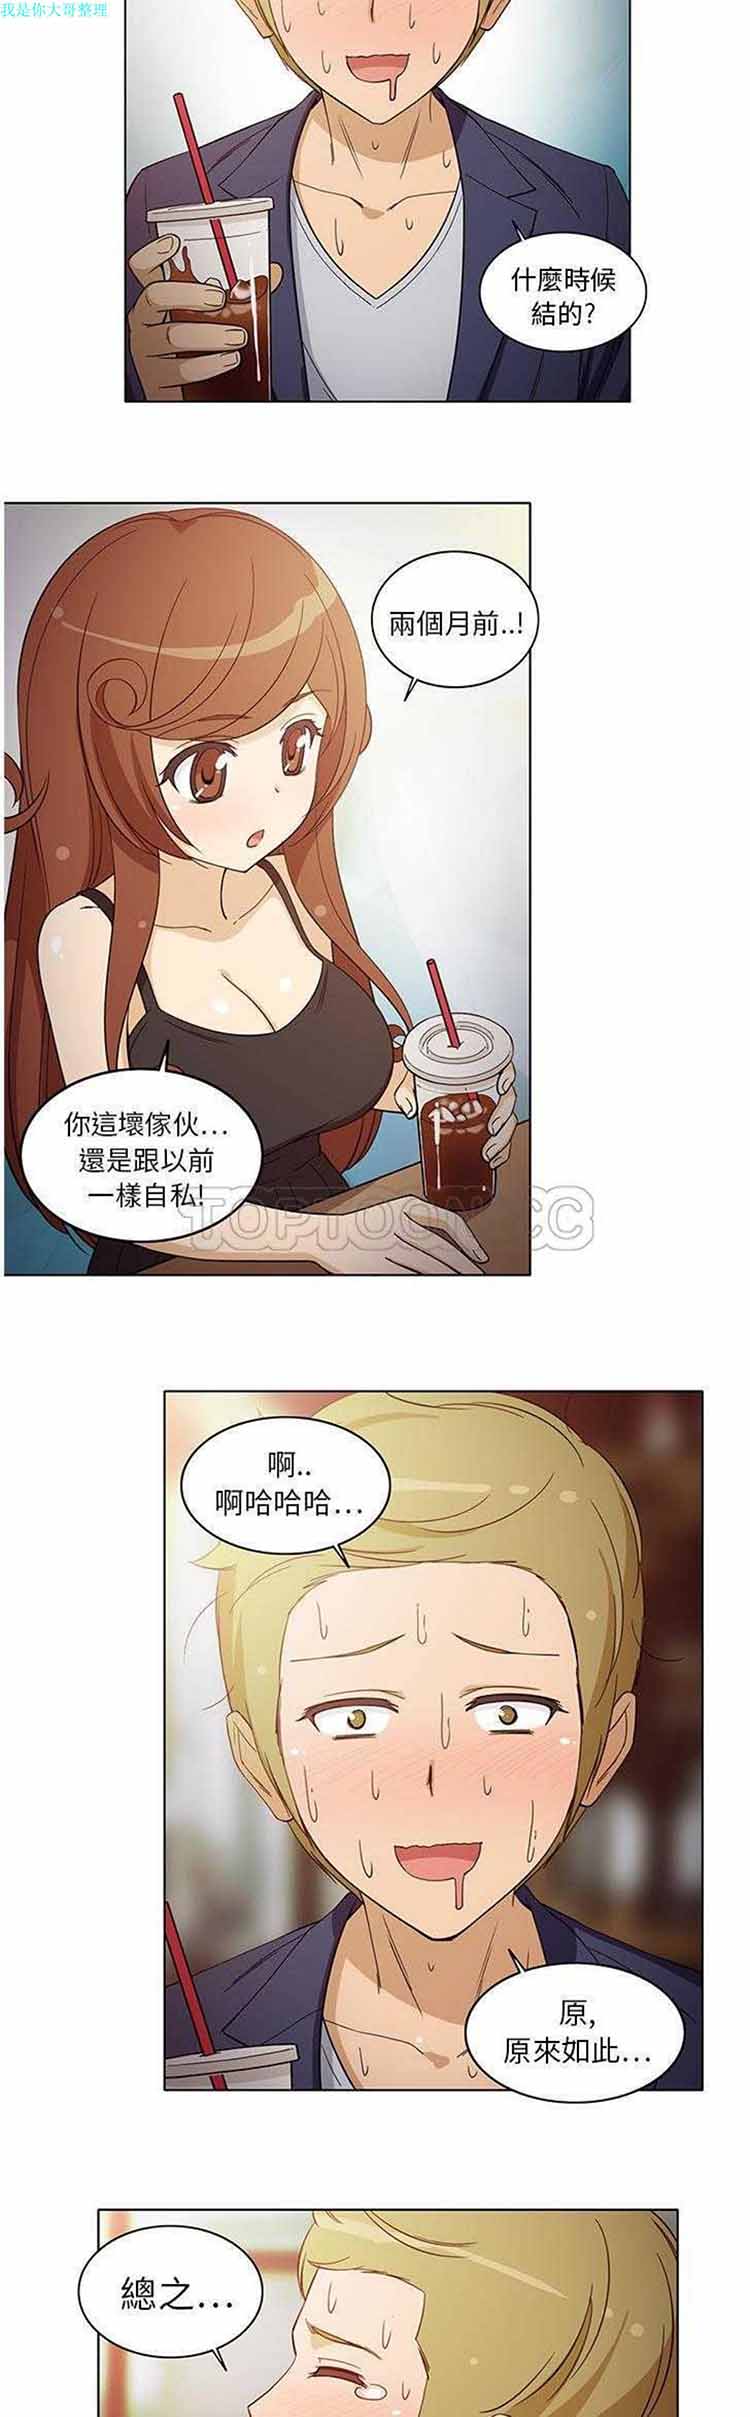 我是你大哥整理
什麼時候
結的?
兩個月前..!
你這壞傢伙...
還是跟以前
一樣自私!
TOPTOON.CC
啊..
啊哈哈哈...
原,
原來如此...
總之...